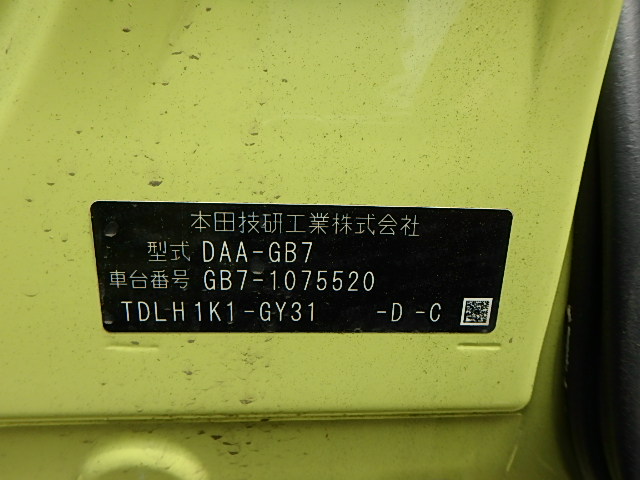 本田技研工業株式会社
型式 DAA-GB7
車台番号 GB7-1075520
TDLH1K1-GY31 -D -C